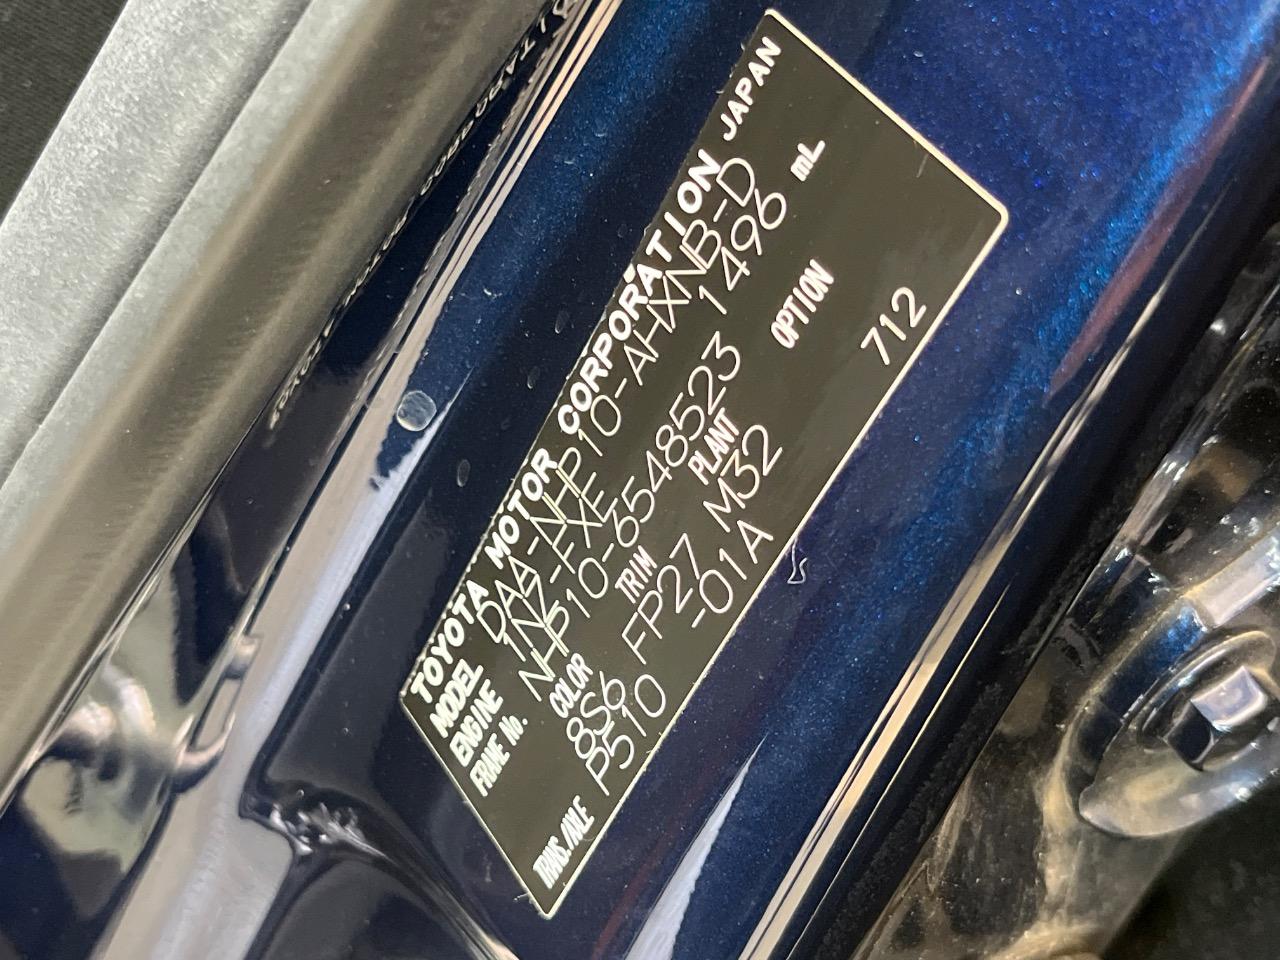 TOYOTA MOTOR CORPORATION JAPAN
MODEL DAA-NHP10-AHXNB-D
ENGINE 1NZ-FXE 1496 mL
FRAME No. NHP10-6548523
COLOR TRIM PLANT OPTION
8S6 FP27 M32 712
TRANS./AXLE P510 -01A